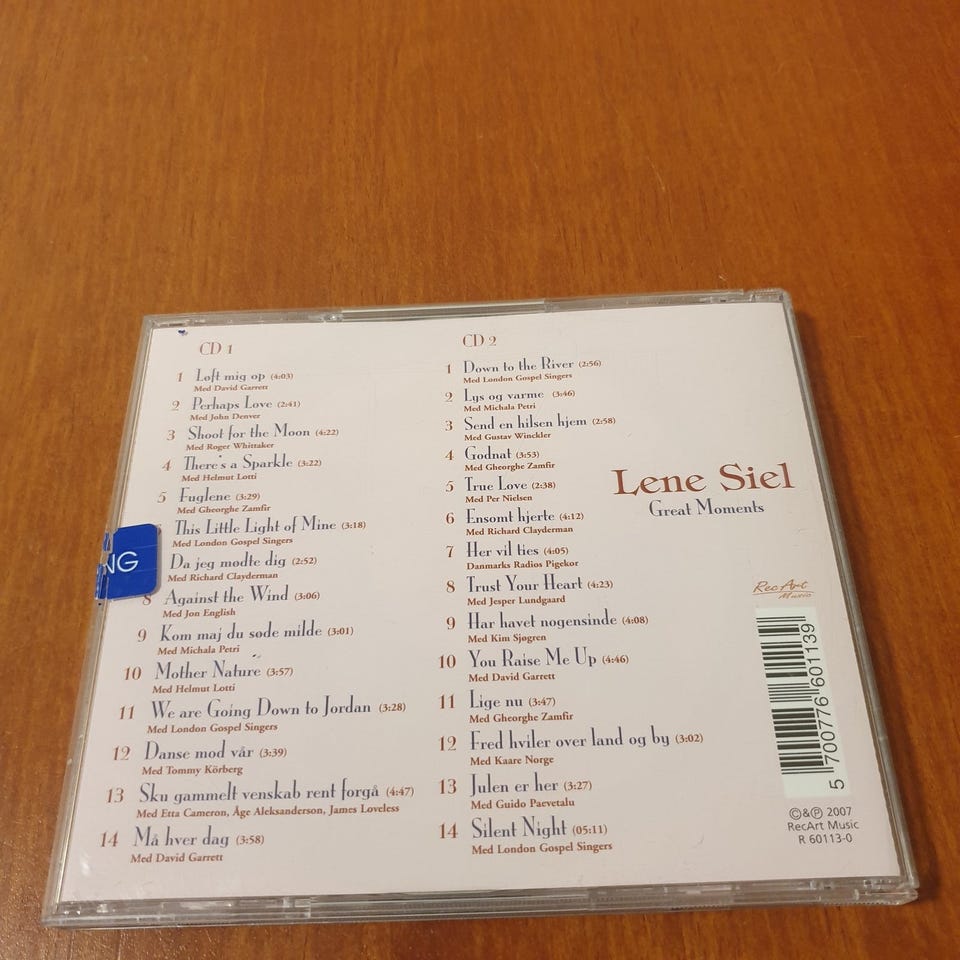 CD 1
1 Løft mig op (4:03)
Med David Garrett
2 Perhaps Love (2:41)
Med John Denver
3 Shoot for the Moon (4:22)
Med Roger Whittaker
4 There's a Sparkle (3:22)
Med Helmut Lotti
5 Fuglene (3:29)
Med Gheorghe Zamfir
This Little Light of Mine (3:18)
Med London Gospel Singers
Da jeg mødte dig (2:52)
Med Richard Clayderman
8 Against the Wind (3:06)
Med Jon English
9 Kom maj du søde milde (3:01)
Med Michala Petri
10 Mother Nature (3:57)
Med Helmut Lotti
11 We are Going Down to Jordan (3:28)
Med London Gospel Singers
12 Danse mod vår (3:39)
Med Tommy Körberg
13 Sku gammelt venskab rent forgå (4:47)
Med Etta Cameron, Åge Aleksanderson, James Loveless
14 Må hver dag (3:58)
Med David Garrett
NG
CD 2
1 Down to the River (2:56)
Med London Gospel Singers
2 Lys og varme (3:46)
Med Michala Petri
3 Send en hilsen hjem (2:58)
Med Gustav Winckler
4 Godnat (3:53)
Med Gheorghe Zamfir
5 True Love (2:38)
Med Per Nielsen
6 Ensomt hjerte (4:12)
Med Richard Clayderman
7 Her vil ties (4:05)
Danmarks Radios Pigekor
8 Trust Your Heart (4:23)
Med Jesper Lundgaard
9 Har havet nogensinde (4:08)
Med Kim Sjøgren
10 You Raise Me Up (4:46)
Med David Garrett
11 Lige nu (3:47)
Med Gheorghe Zamfir
12 Fred hviler over land og by (3:02)
Med Kaare Norge
13 Julen er her (3:27)
Med Guido Paevetalu
14 Silent Night (05:11)
Med London Gospel Singers
Lene Siel
Great Moments
RecArt
Music
5 700776 601139
©&℗ 2007
RecArt Music
R 60113-0